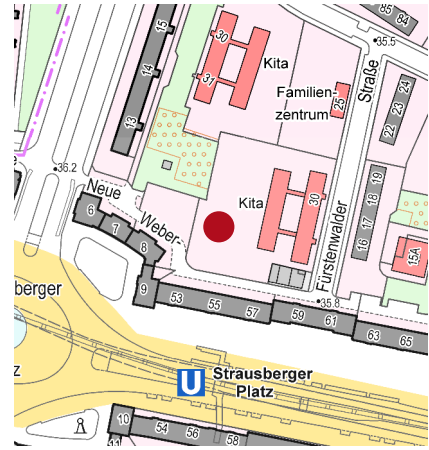 85
84
30
15
35.5
Kita
14
31
Straße
Familien-
zentrum
25
24
23
22
13
36.2
Neue
Weber-
Kita
30
19
18
17
16
Fürstenwalder
15A
6
7
8
9
berger
53
55
57
59
61
35.8
63
65
z
U
Strausberger
Platz
10
54
56
58
11